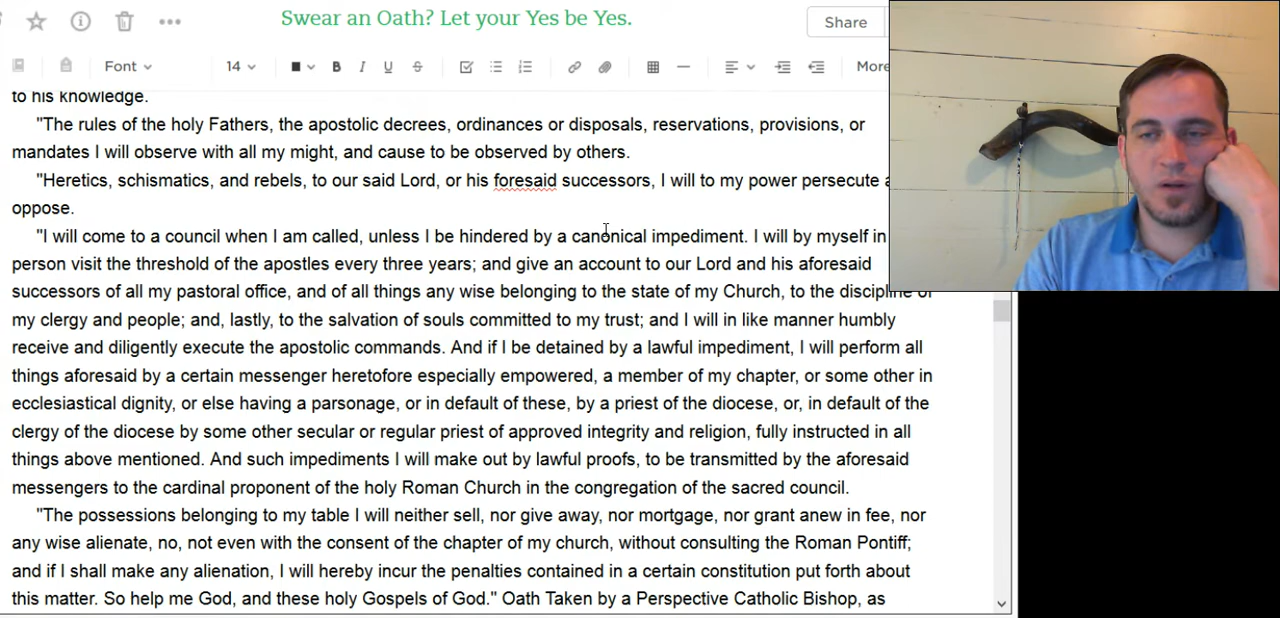 Swear an Oath? Let your Yes be Yes.
Share
Font
14
B I U S
More
to his knowledge.
"The rules of the holy Fathers, the apostolic decrees, ordinances or disposals, reservations, provisions, or
mandates I will observe with all my might, and cause to be observed by others.
"Heretics, schismatics, and rebels, to our said Lord, or his foresaid successors, I will to my power persecute
oppose.
"I will come to a council when I am called, unless I be hindered by a canonical impediment. I will by myself in
person visit the threshold of the apostles every three years; and give an account to our Lord and his aforesaid
successors of all my pastoral office, and of all things any wise belonging to the state of my Church, to the discipline of
my clergy and people; and, lastly, to the salvation of souls committed to my trust; and I will in like manner humbly
receive and diligently execute the apostolic commands. And if I be detained by a lawful impediment, I will perform all
things aforesaid by a certain messenger heretofore especially empowered, a member of my chapter, or some other in
ecclesiastical dignity, or else having a parsonage, or in default of these, by a priest of the diocese, or, in default of the
clergy of the diocese by some other secular or regular priest of approved integrity and religion, fully instructed in all
things above mentioned. And such impediments I will make out by lawful proofs, to be transmitted by the aforesaid
messengers to the cardinal proponent of the holy Roman Church in the congregation of the sacred council.
"The possessions belonging to my table I will neither sell, nor give away, nor mortgage, nor grant anew in fee, nor
any wise alienate, no, not even with the consent of the chapter of my church, without consulting the Roman Pontiff;
and if I shall make any alienation, I will hereby incur the penalties contained in a certain constitution put forth about
this matter. So help me God, and these holy Gospels of God." Oath Taken by a Perspective Catholic Bishop, as